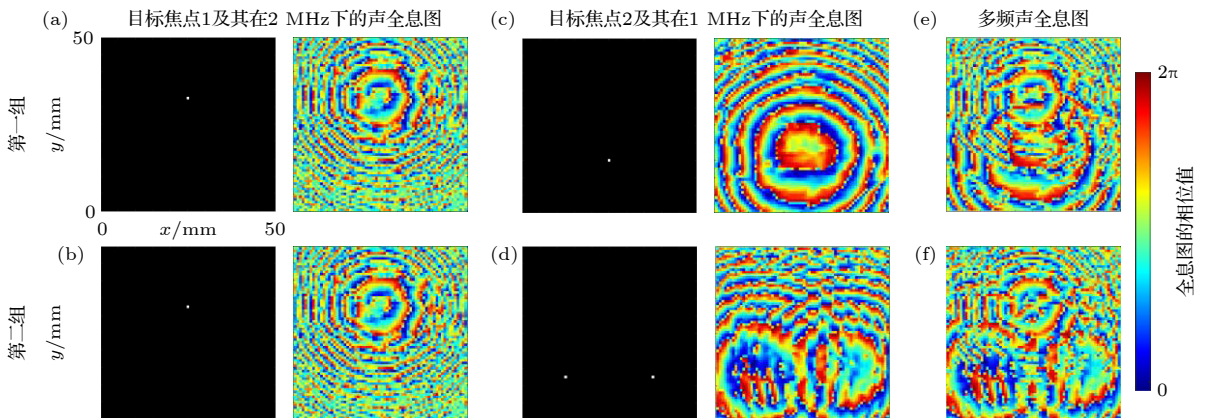 (a) 目标焦点1及其在2 MHz下的声全息图
(c) 目标焦点2及其在1 MHz下的声全息图
(e) 多频声全息图
第一组
y/mm
50
0
0 x/mm 50
2π
全息图的相位值
0
(b)
(d)
(f)
第二组
y/mm